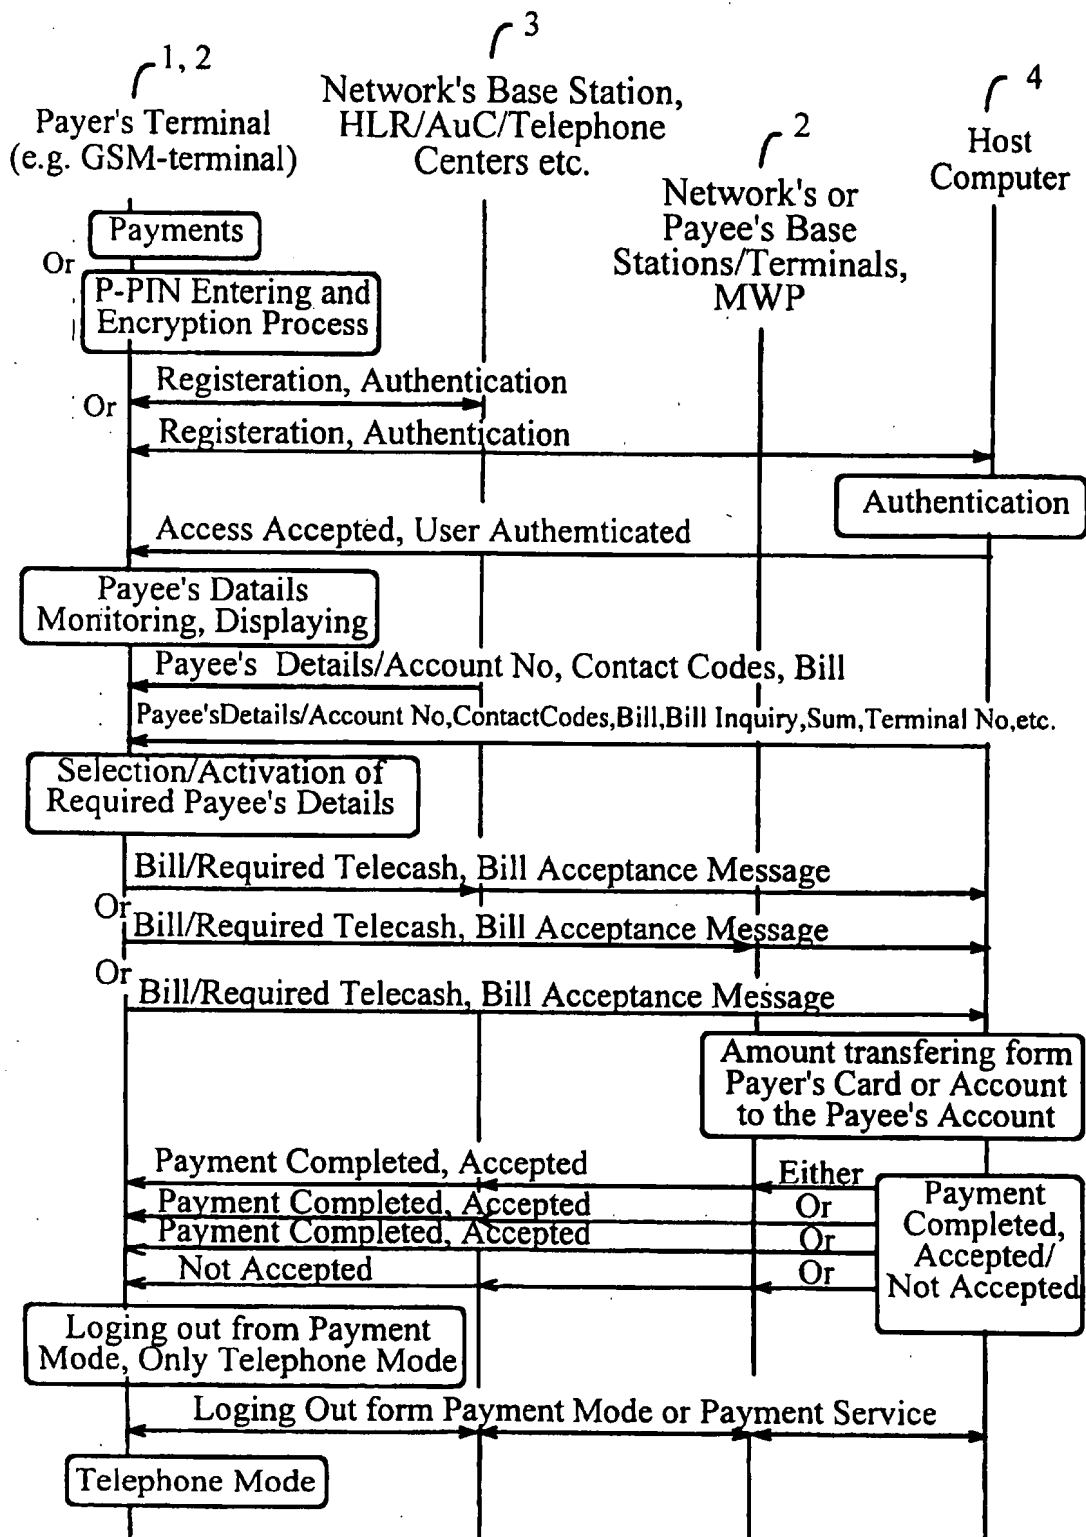 3
1, 2
4
Network's Base Station,
HLR/AuC/Telephone
Centers etc.
Payer's Terminal
(e.g. GSM-terminal)
2
Host
Computer
Network's or
Payee's Base
Stations/Terminals,
MWP
Payments
Or
P-PIN Entering and
Encryption Process
Registeration, Authentication
Or
Registeration, Authentication
Authentication
Access Accepted, User Authemticated
Payee's Datails
Monitoring, Displaying
Payee's Details/Account No, Contact Codes, Bill
Payee'sDetails/Account No,ContactCodes,Bill,Bill Inquiry,Sum,Terminal No,etc.
Selection/Activation of
Required Payee's Details
Bill/Required Telecash, Bill Acceptance Message
Or
Bill/Required Telecash, Bill Acceptance Message
Or
Bill/Required Telecash, Bill Acceptance Message
Amount transfering form
Payer's Card or Account
to the Payee's Account
Payment Completed, Accepted
Either
Payment Completed, Accepted
Or
Payment Completed, Accepted
Or
Not Accepted
Or
Payment
Completed,
Accepted/
Not Accepted
Loging out from Payment
Mode, Only Telephone Mode
Loging Out form Payment Mode or Payment Service
Telephone Mode